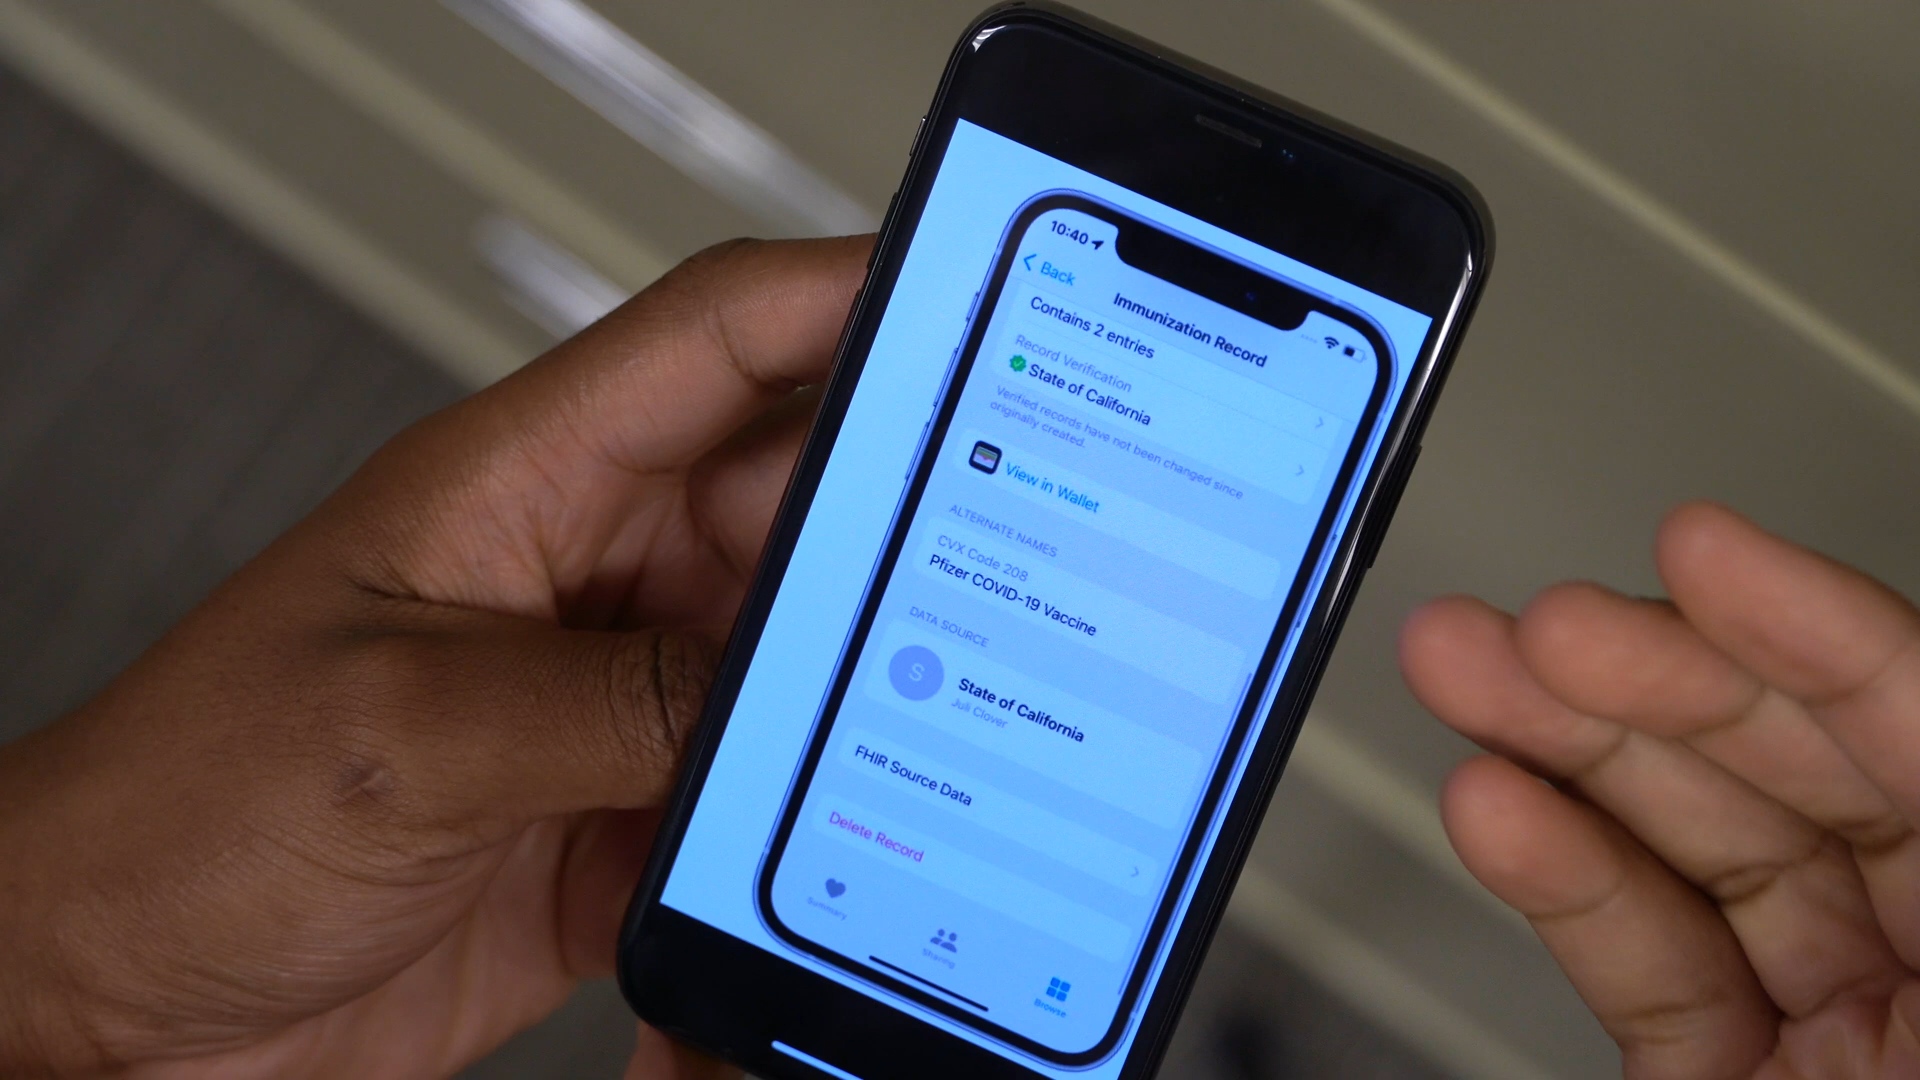 10:40
Back
Immunization Record
Contains 2 entries
Record Verification
State of California
Verified records have not been changed since
originally created.
View in Wallet
ALTERNATE NAMES
CVX Code 208
Pfizer COVID-19 Vaccine
DATA SOURCE
S
State of California
Juli Clover
FHIR Source Data
Delete Record
Summary
Sharing
Browse